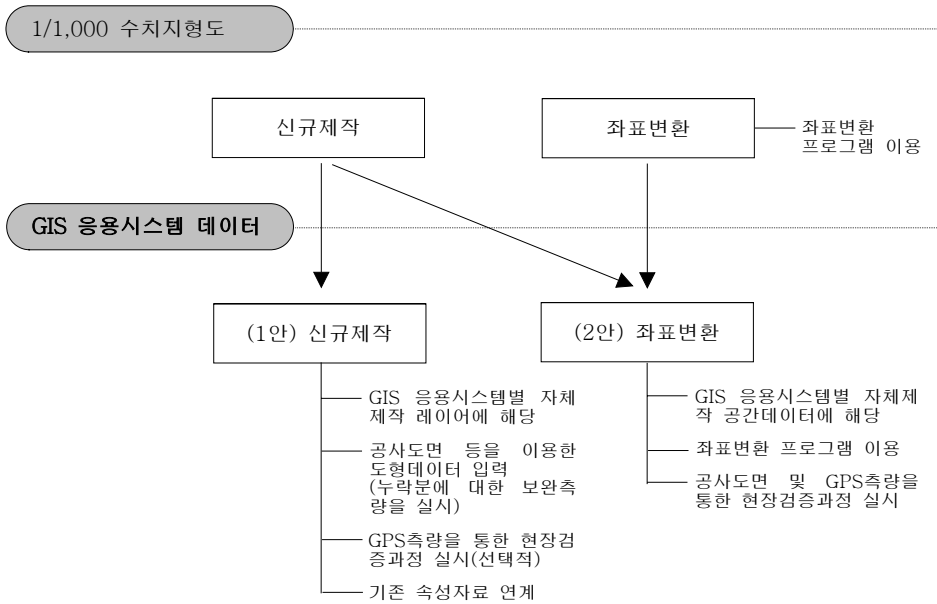 1/1,000 수치지형도
신규제작
좌표변환
좌표변환
프로그램 이용
GIS 응용시스템 데이터
(1안) 신규제작
(2안) 좌표변환
GIS 응용시스템별 자체
제작 레이어에 해당
공사도면 등을 이용한
도형데이터 입력
(누락분에 대한 보완측
량을 실시)
GPS측량을 통한 현장검
증과정 실시(선택적)
기존 속성자료 연계
GIS 응용시스템별 자체제
작 공간데이터에 해당
좌표변환 프로그램 이용
공사도면 및 GPS측량을
통한 현장검증과정 실시